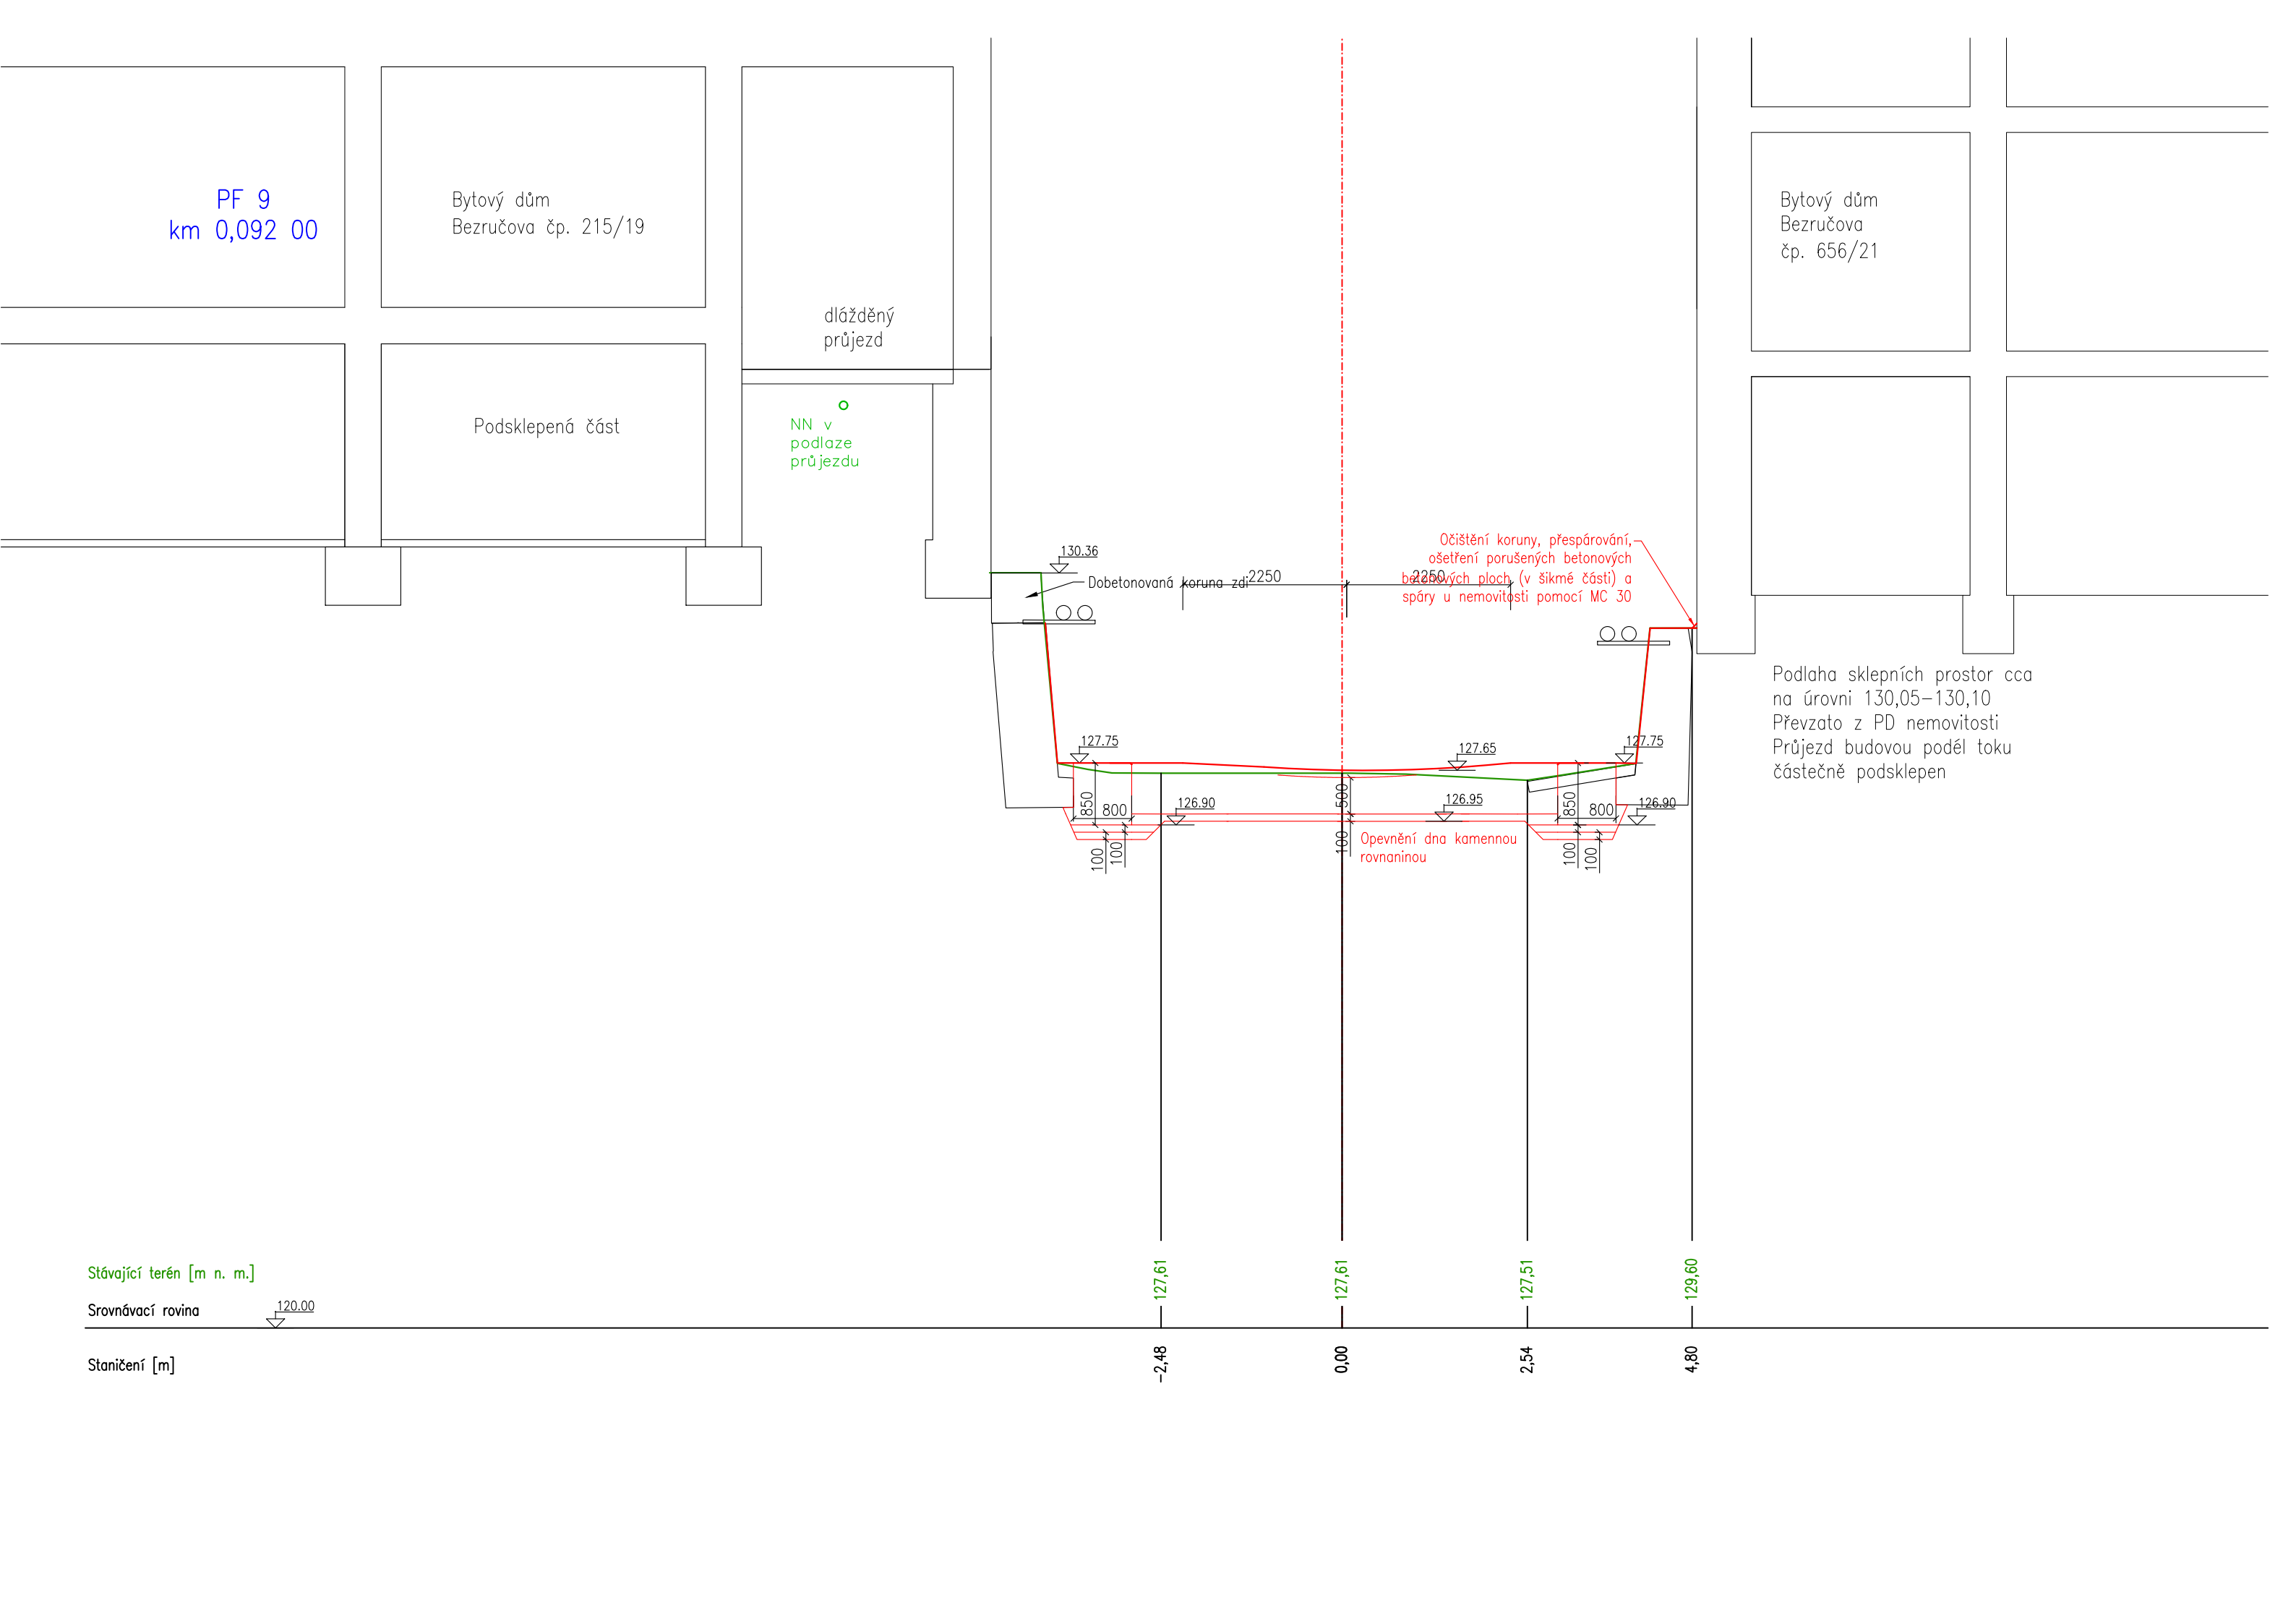 PF 9
km 0,092 00
Bytový dům
Bezručova čp. 215/19
Bytový dům
Bezručova
čp. 656/21
dlážděný
průjezd
Podsklepená část
NN v
podlaze
průjezdu
130.36
Dobetonovaná koruna zdi
2250
2250
Očištění koruny, přespárování,
ošetření porušených betonových
betonových ploch (v šikmé části) a
spáry u nemovitosti pomocí MC 30
Podlaha sklepních prostor cca
na úrovni 130,05-130,10
Převzato z PD nemovitosti
Průjezd budovou podél toku
částečně podsklepen
127.75
127.65
127.75
850
800
126.90
500
126.95
850
800
126.90
100
100
100
100
100
Opevnění dna kamennou
rovnaninou
Stávající terén [m n. m.]
127,61
127,61
127,51
129,60
Srovnávací rovina
120.00
Staničení [m]
-2,48
0,00
2,54
4,80